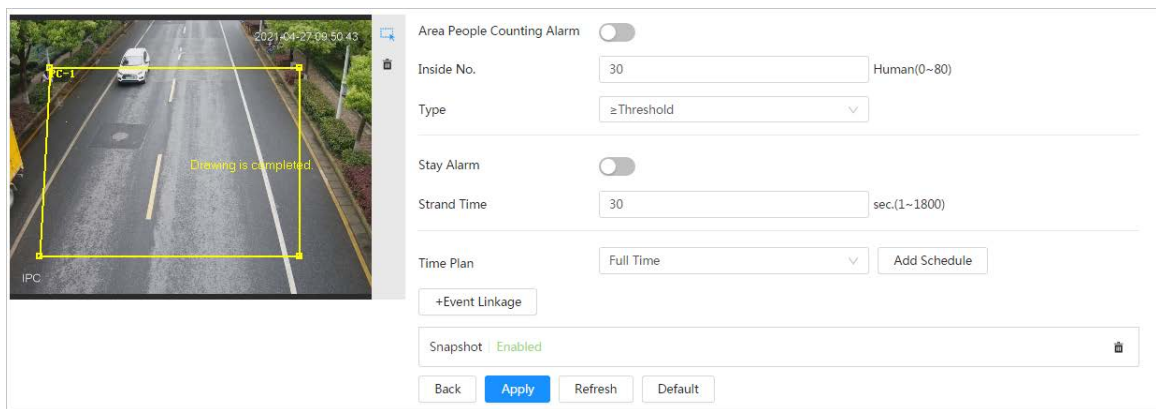 2021-04-27 09:50:43
PC-1
Drawing is completed.
IPC
Area People Counting Alarm
Inside No. 30 Human(0~80)
Type ≥Threshold
Stay Alarm
Strand Time 30 sec.(1~1800)
Time Plan Full Time Add Schedule
+Event Linkage
Snapshot Enabled
Back Apply Refresh Default